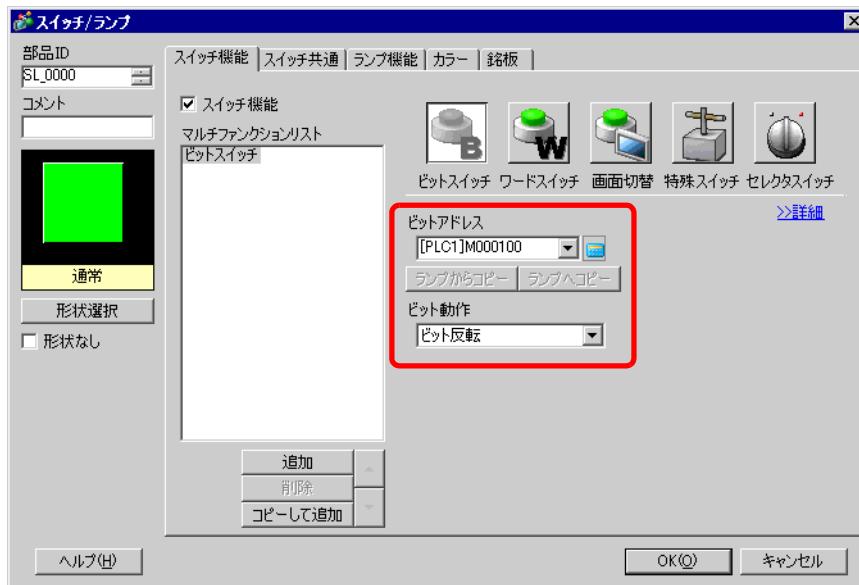 スイッチ/ランプ
部品ID
SL_0000
コメント
通常
形状選択
形状なし
スイッチ機能 スイッチ共通 ランプ機能 カラー 銘板
スイッチ機能
マルチファンクションリスト
ビットスイッチ
追加
削除
コピーして追加
ビットスイッチ ワードスイッチ 画面切替 特殊スイッチ セレクタスイッチ
>>詳細
ビットアドレス
[PLC1]M000100
ランプからコピー ランプへコピー
ビット動作
ビット反転
ヘルプ(H) OK(O) キャンセル